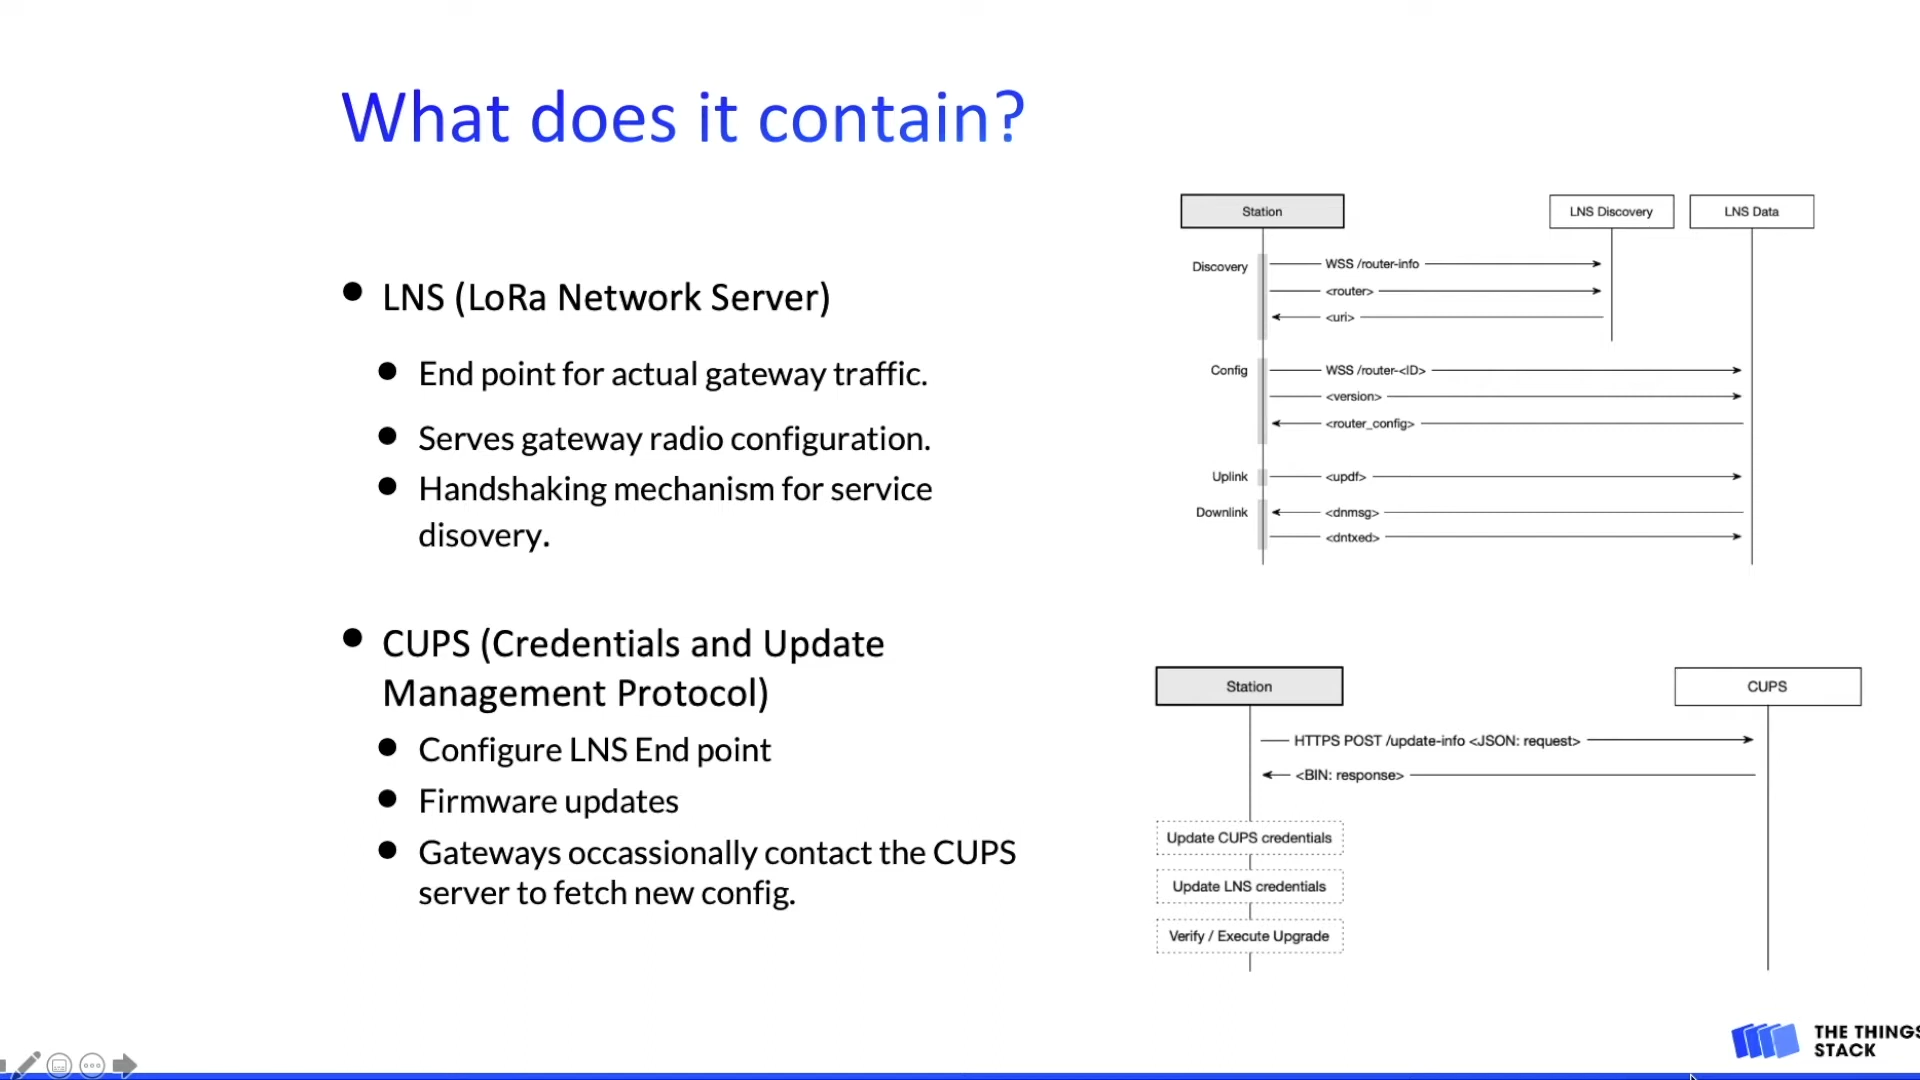 What does it contain?
LNS (LoRa Network Server)
End point for actual gateway traffic.
Serves gateway radio configuration.
Handshaking mechanism for service
disovery.
CUPS (Credentials and Update
Management Protocol)
Configure LNS End point
Firmware updates
Gateways occassionally contact the CUPS
server to fetch new config.
Station
LNS Discovery
LNS Data
Discovery
WSS /router-info
<router>
<uri>
Config
WSS /router-<ID>
<version>
<router_config>
Uplink
<updf>
Downlink
<dnmsg>
<dntxed>
Station
CUPS
HTTPS POST /update-info <JSON: request>
<BIN: response>
Update CUPS credentials
Update LNS credentials
Verify / Execute Upgrade
THE THINGS
STACK